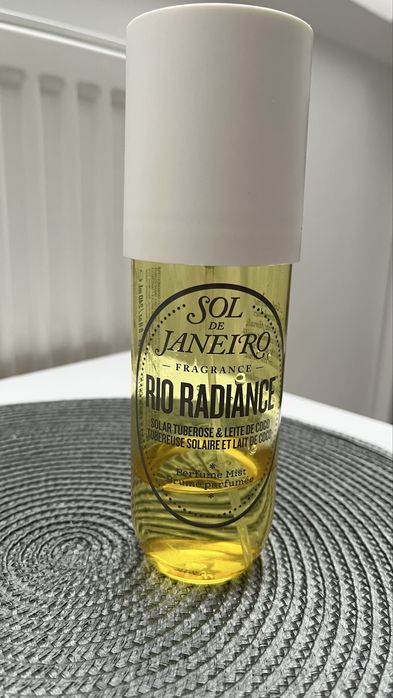 SOL
DE
JANEIRO
FRAGRANCE
RIO RADIANCE
SOLAR TUBEROSE & LEITE DE COCO
TUBEREUSE SOLAIRE ET LAIT DE COCO
Perfume Mist
Brume parfumée